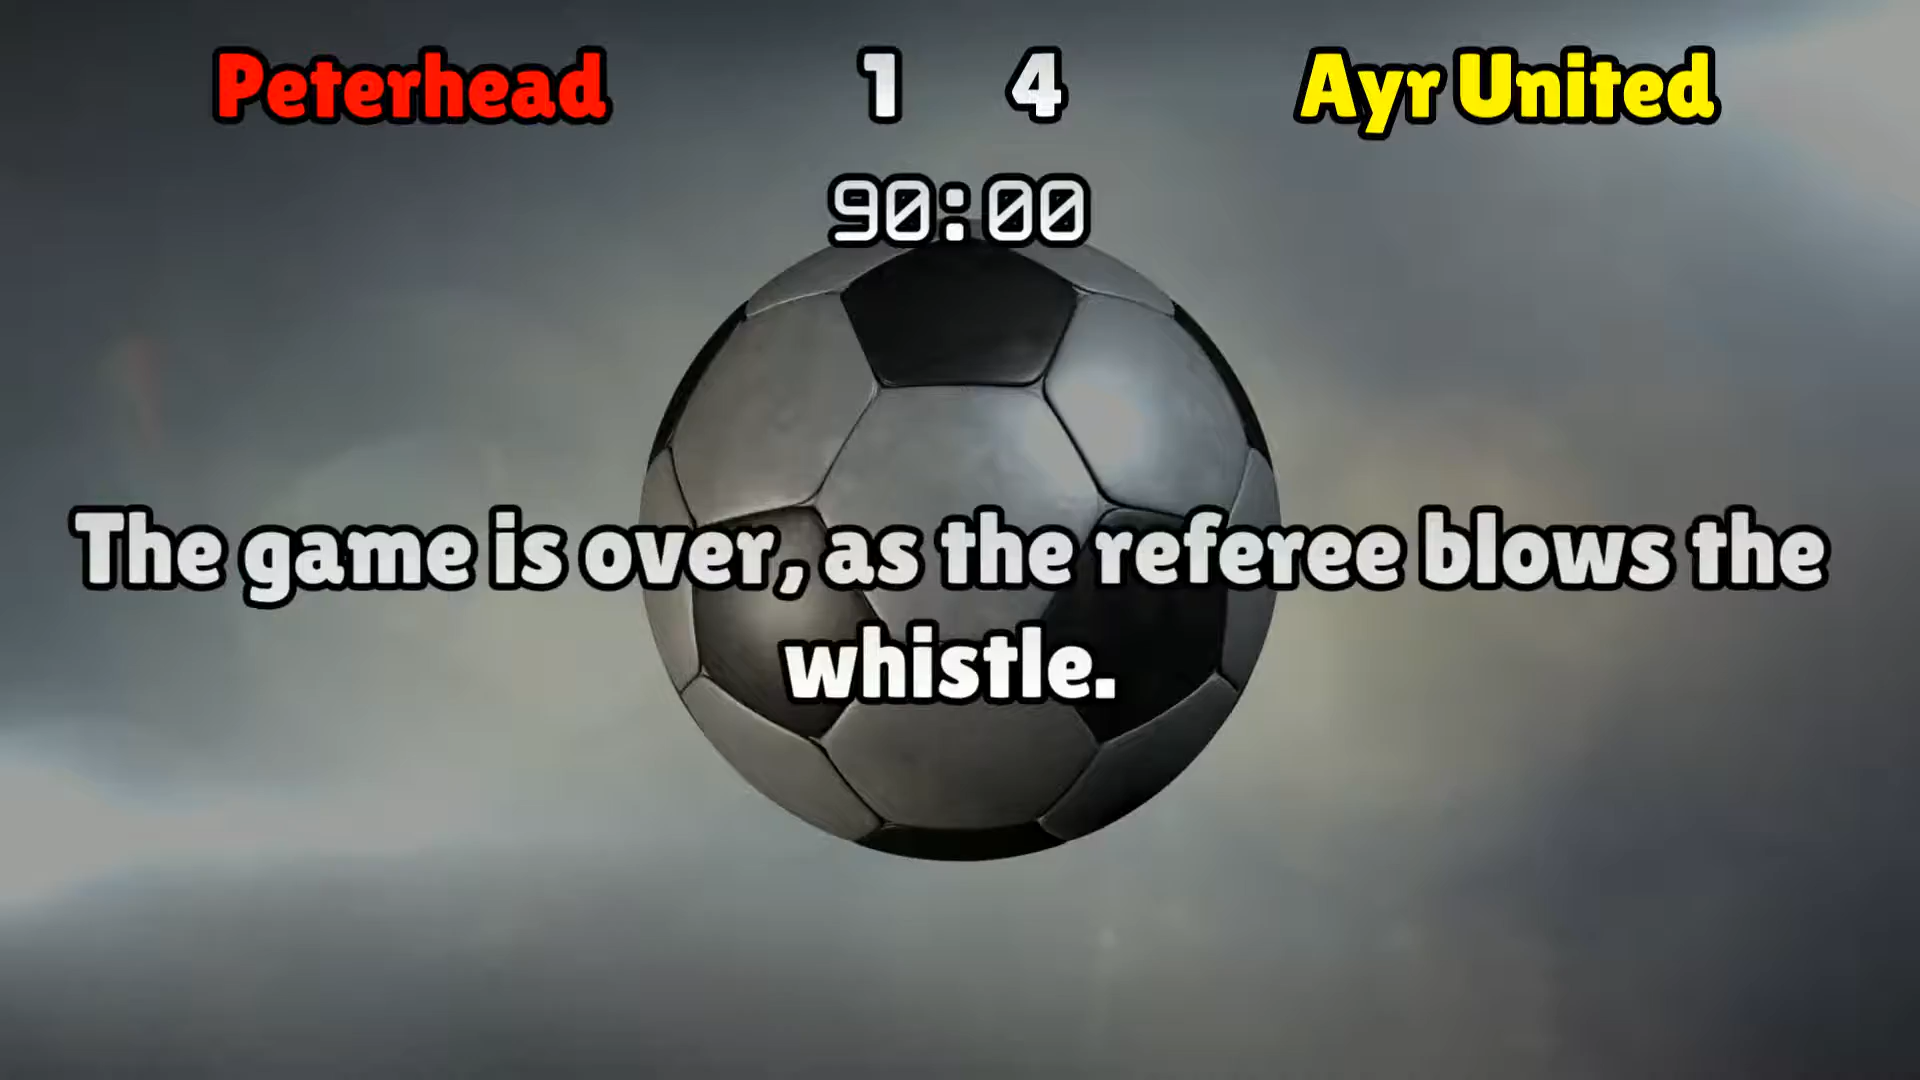 Peterhead 1 4 Ayr United
90:00
The game is over, as the referee blows the
whistle.